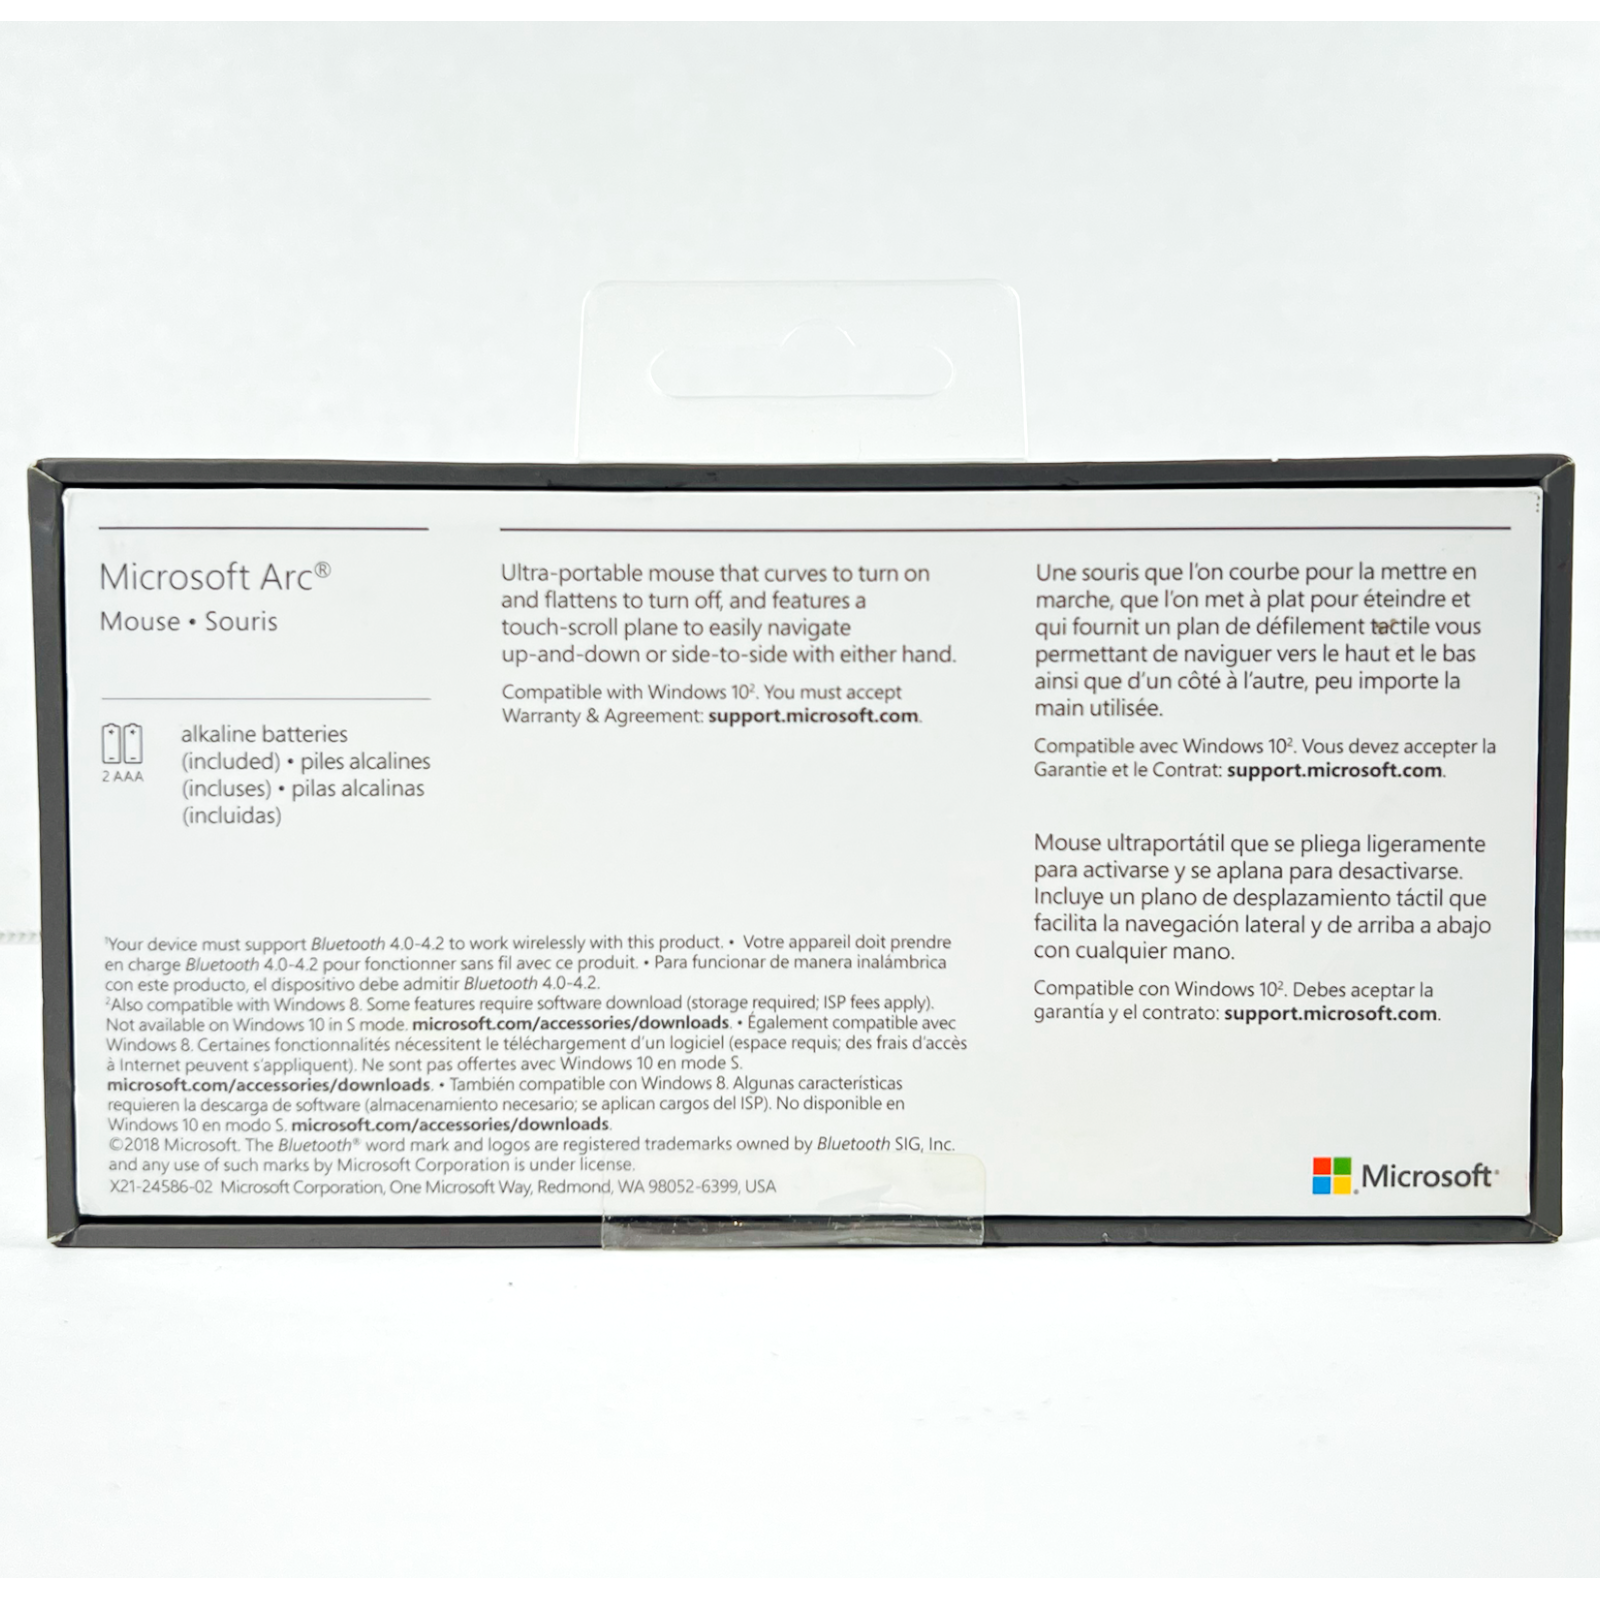 Microsoft Arc®
Mouse • Souris
2 AAA
alkaline batteries
(included) • piles alcalines
(incluses) • pilas alcalinas
(incluidas)
Ultra-portable mouse that curves to turn on
and flattens to turn off, and features a
touch-scroll plane to easily navigate
up-and-down or side-to-side with either hand.
Compatible with Windows 10². You must accept
Warranty & Agreement: support.microsoft.com.
Une souris que l'on courbe pour la mettre en
marche, que l'on met à plat pour éteindre et
qui fournit un plan de défilement tactile vous
permettant de naviguer vers le haut et le bas
ainsi que d'un côté à l'autre, peu importe la
main utilisée.
Compatible avec Windows 10². Vous devez accepter la
Garantie et le Contrat: support.microsoft.com.
Mouse ultraportátil que se pliega ligeramente
para activarse y se aplana para desactivarse.
Incluye un plano de desplazamiento táctil que
facilita la navegación lateral y de arriba a abajo
con cualquier mano.
Compatible con Windows 10². Debes aceptar la
garantía y el contrato: support.microsoft.com.
¹Your device must support Bluetooth 4.0-4.2 to work wirelessly with this product. • Votre appareil doit prendre
en charge Bluetooth 4.0-4.2 pour fonctionner sans fil avec ce produit. • Para funcionar de manera inalámbrica
con este producto, el dispositivo debe admitir Bluetooth 4.0-4.2.
²Also compatible with Windows 8. Some features require software download (storage required; ISP fees apply).
Not available on Windows 10 in S mode. microsoft.com/accessories/downloads. • Également compatible avec
Windows 8. Certaines fonctionnalités nécessitent le téléchargement d'un logiciel (espace requis; des frais d'accès
à Internet peuvent s'appliquent). Ne sont pas offertes avec Windows 10 en mode S.
microsoft.com/accessories/downloads. • También compatible con Windows 8. Algunas características
requieren la descarga de software (almacenamiento necesario; se aplican cargos del ISP). No disponible en
Windows 10 en modo S. microsoft.com/accessories/downloads.
©2018 Microsoft. The Bluetooth® word mark and logos are registered trademarks owned by Bluetooth SIG, Inc.
and any use of such marks by Microsoft Corporation is under license.
X21-24586-02 Microsoft Corporation, One Microsoft Way, Redmond, WA 98052-6399, USA
Microsoft